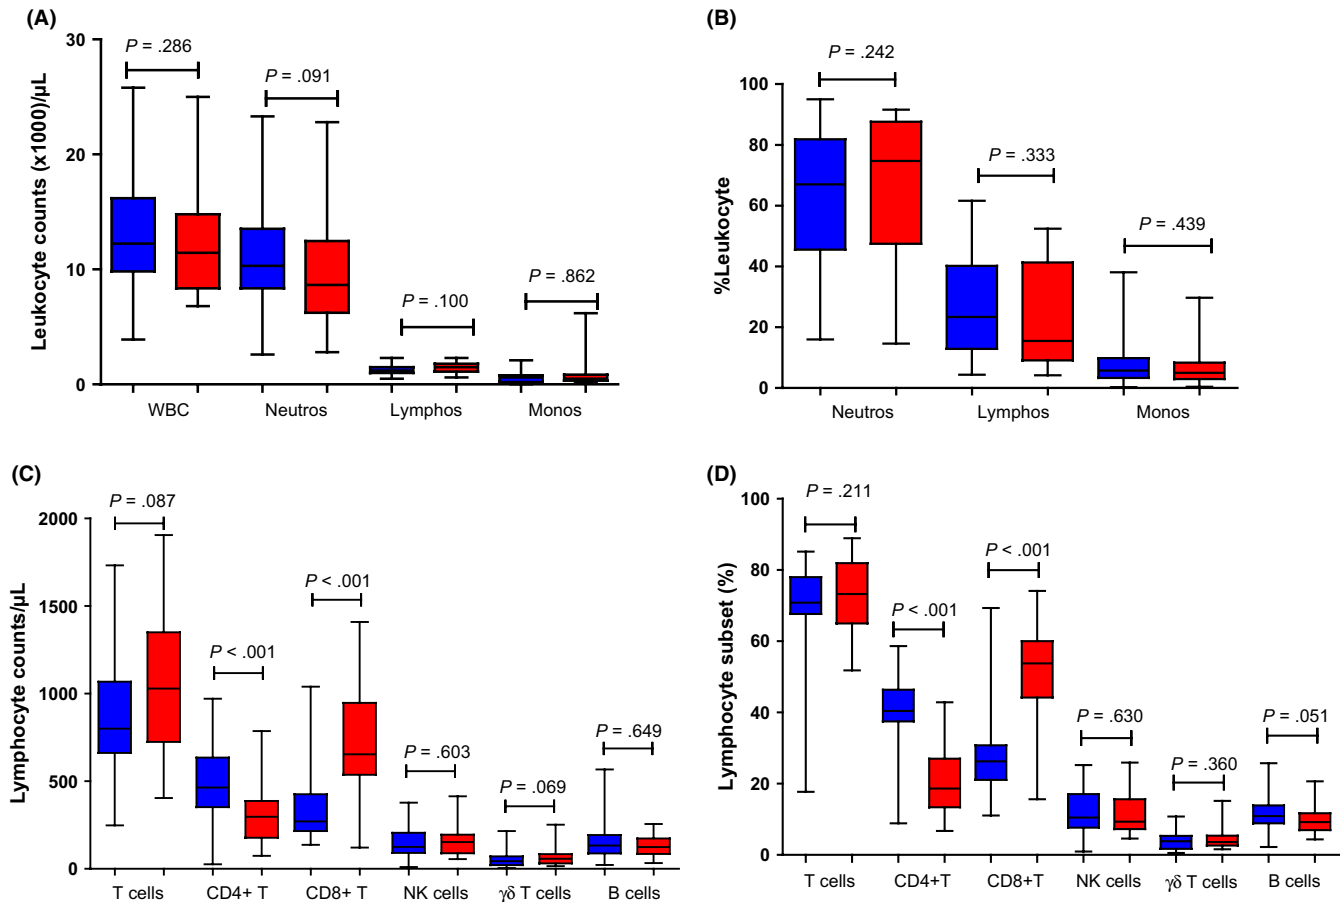 (A)
Leukocyte counts (x1000)/µL
30
20
10
0
P = .286
P = .091
P = .100
P = .862
WBC Neutros Lymphos Monos
(B)
%Leukocyte
100
80
60
40
20
0
P = .242
P = .333
P = .439
Neutros Lymphos Monos
(C)
Lymphocyte counts/µL
2000
1500
1000
500
0
P = .087
P < .001
P < .001
P = .603
P = .069
P = .649
T cells CD4+ T CD8+ T NK cells γδ T cells B cells
(D)
Lymphocyte subset (%)
100
80
60
40
20
0
P = .211
P < .001
P < .001
P = .630
P = .360
P = .051
T cells CD4+T CD8+T NK cells γδ T cells B cells